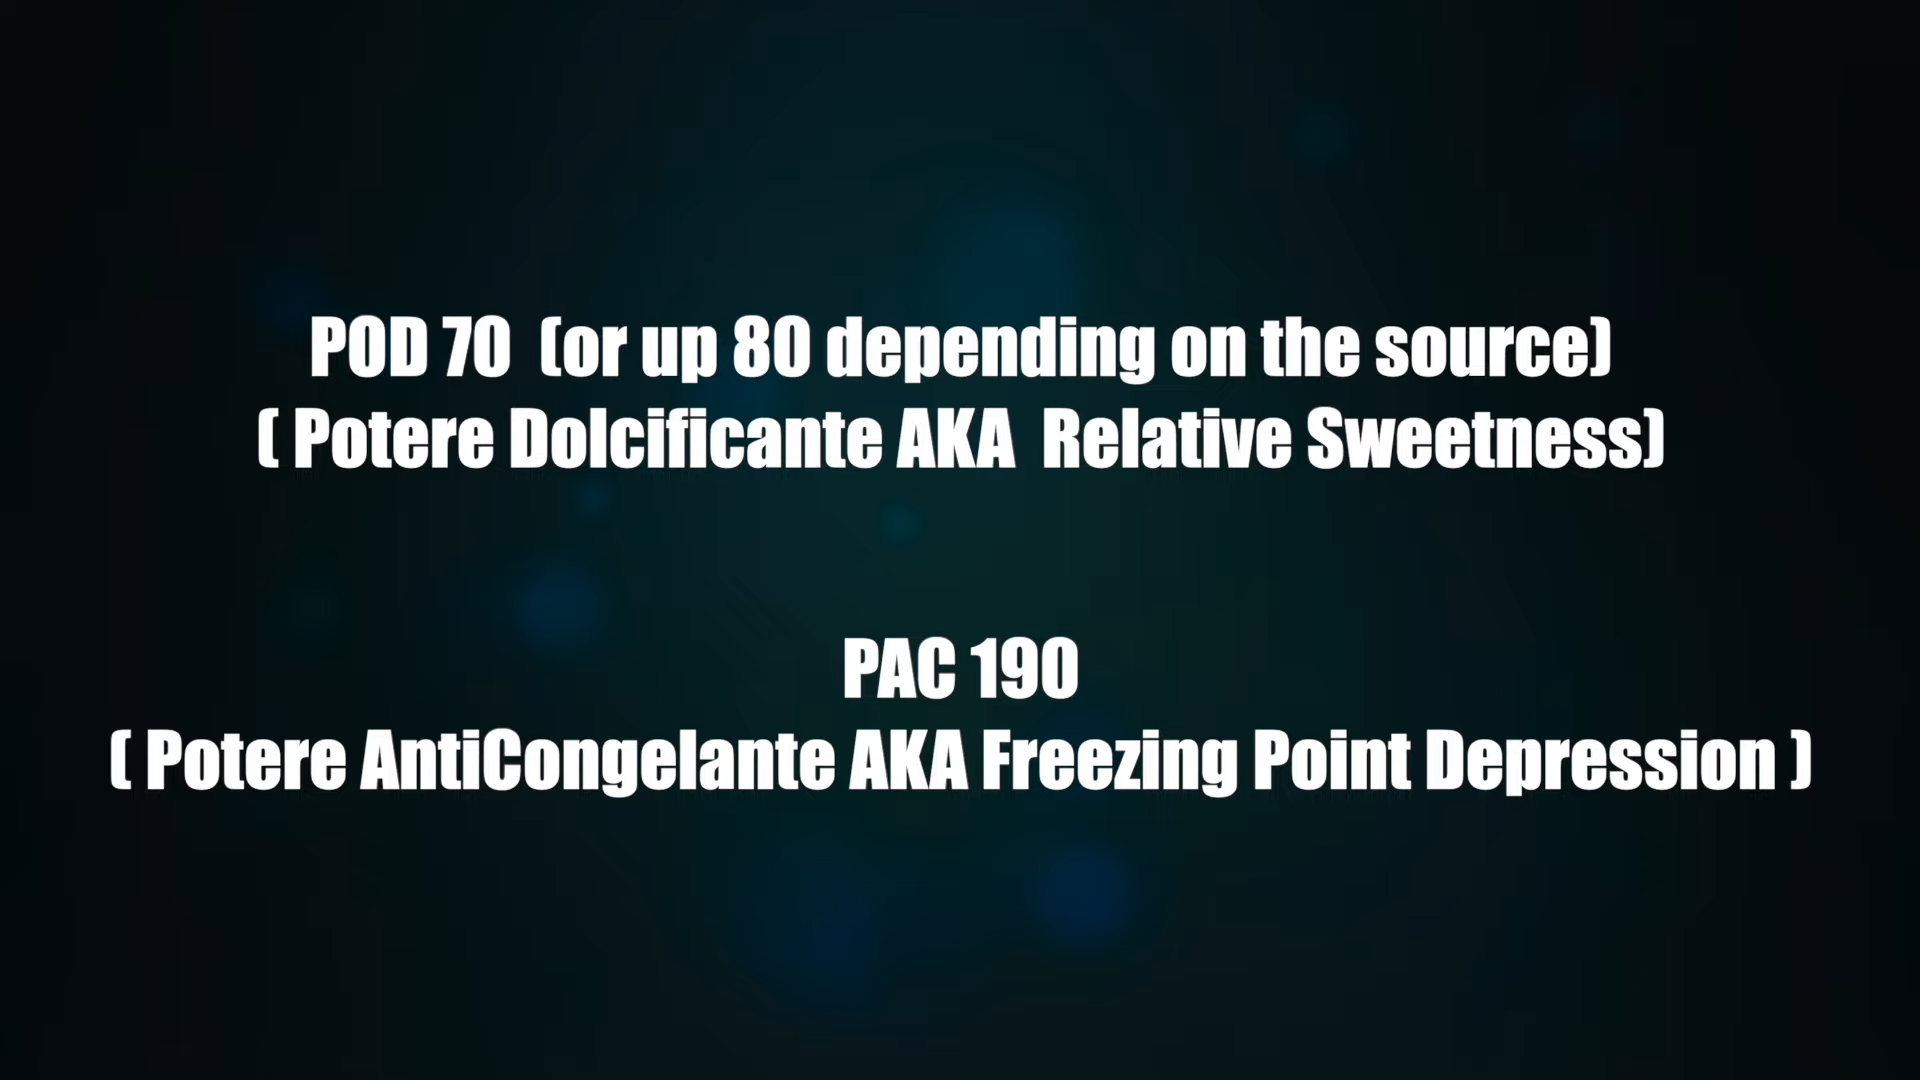 POD 70 (or up 80 depending on the source)
( Potere Dolcificante AKA Relative Sweetness)
PAC 190
( Potere AntiCongelante AKA Freezing Point Depression )